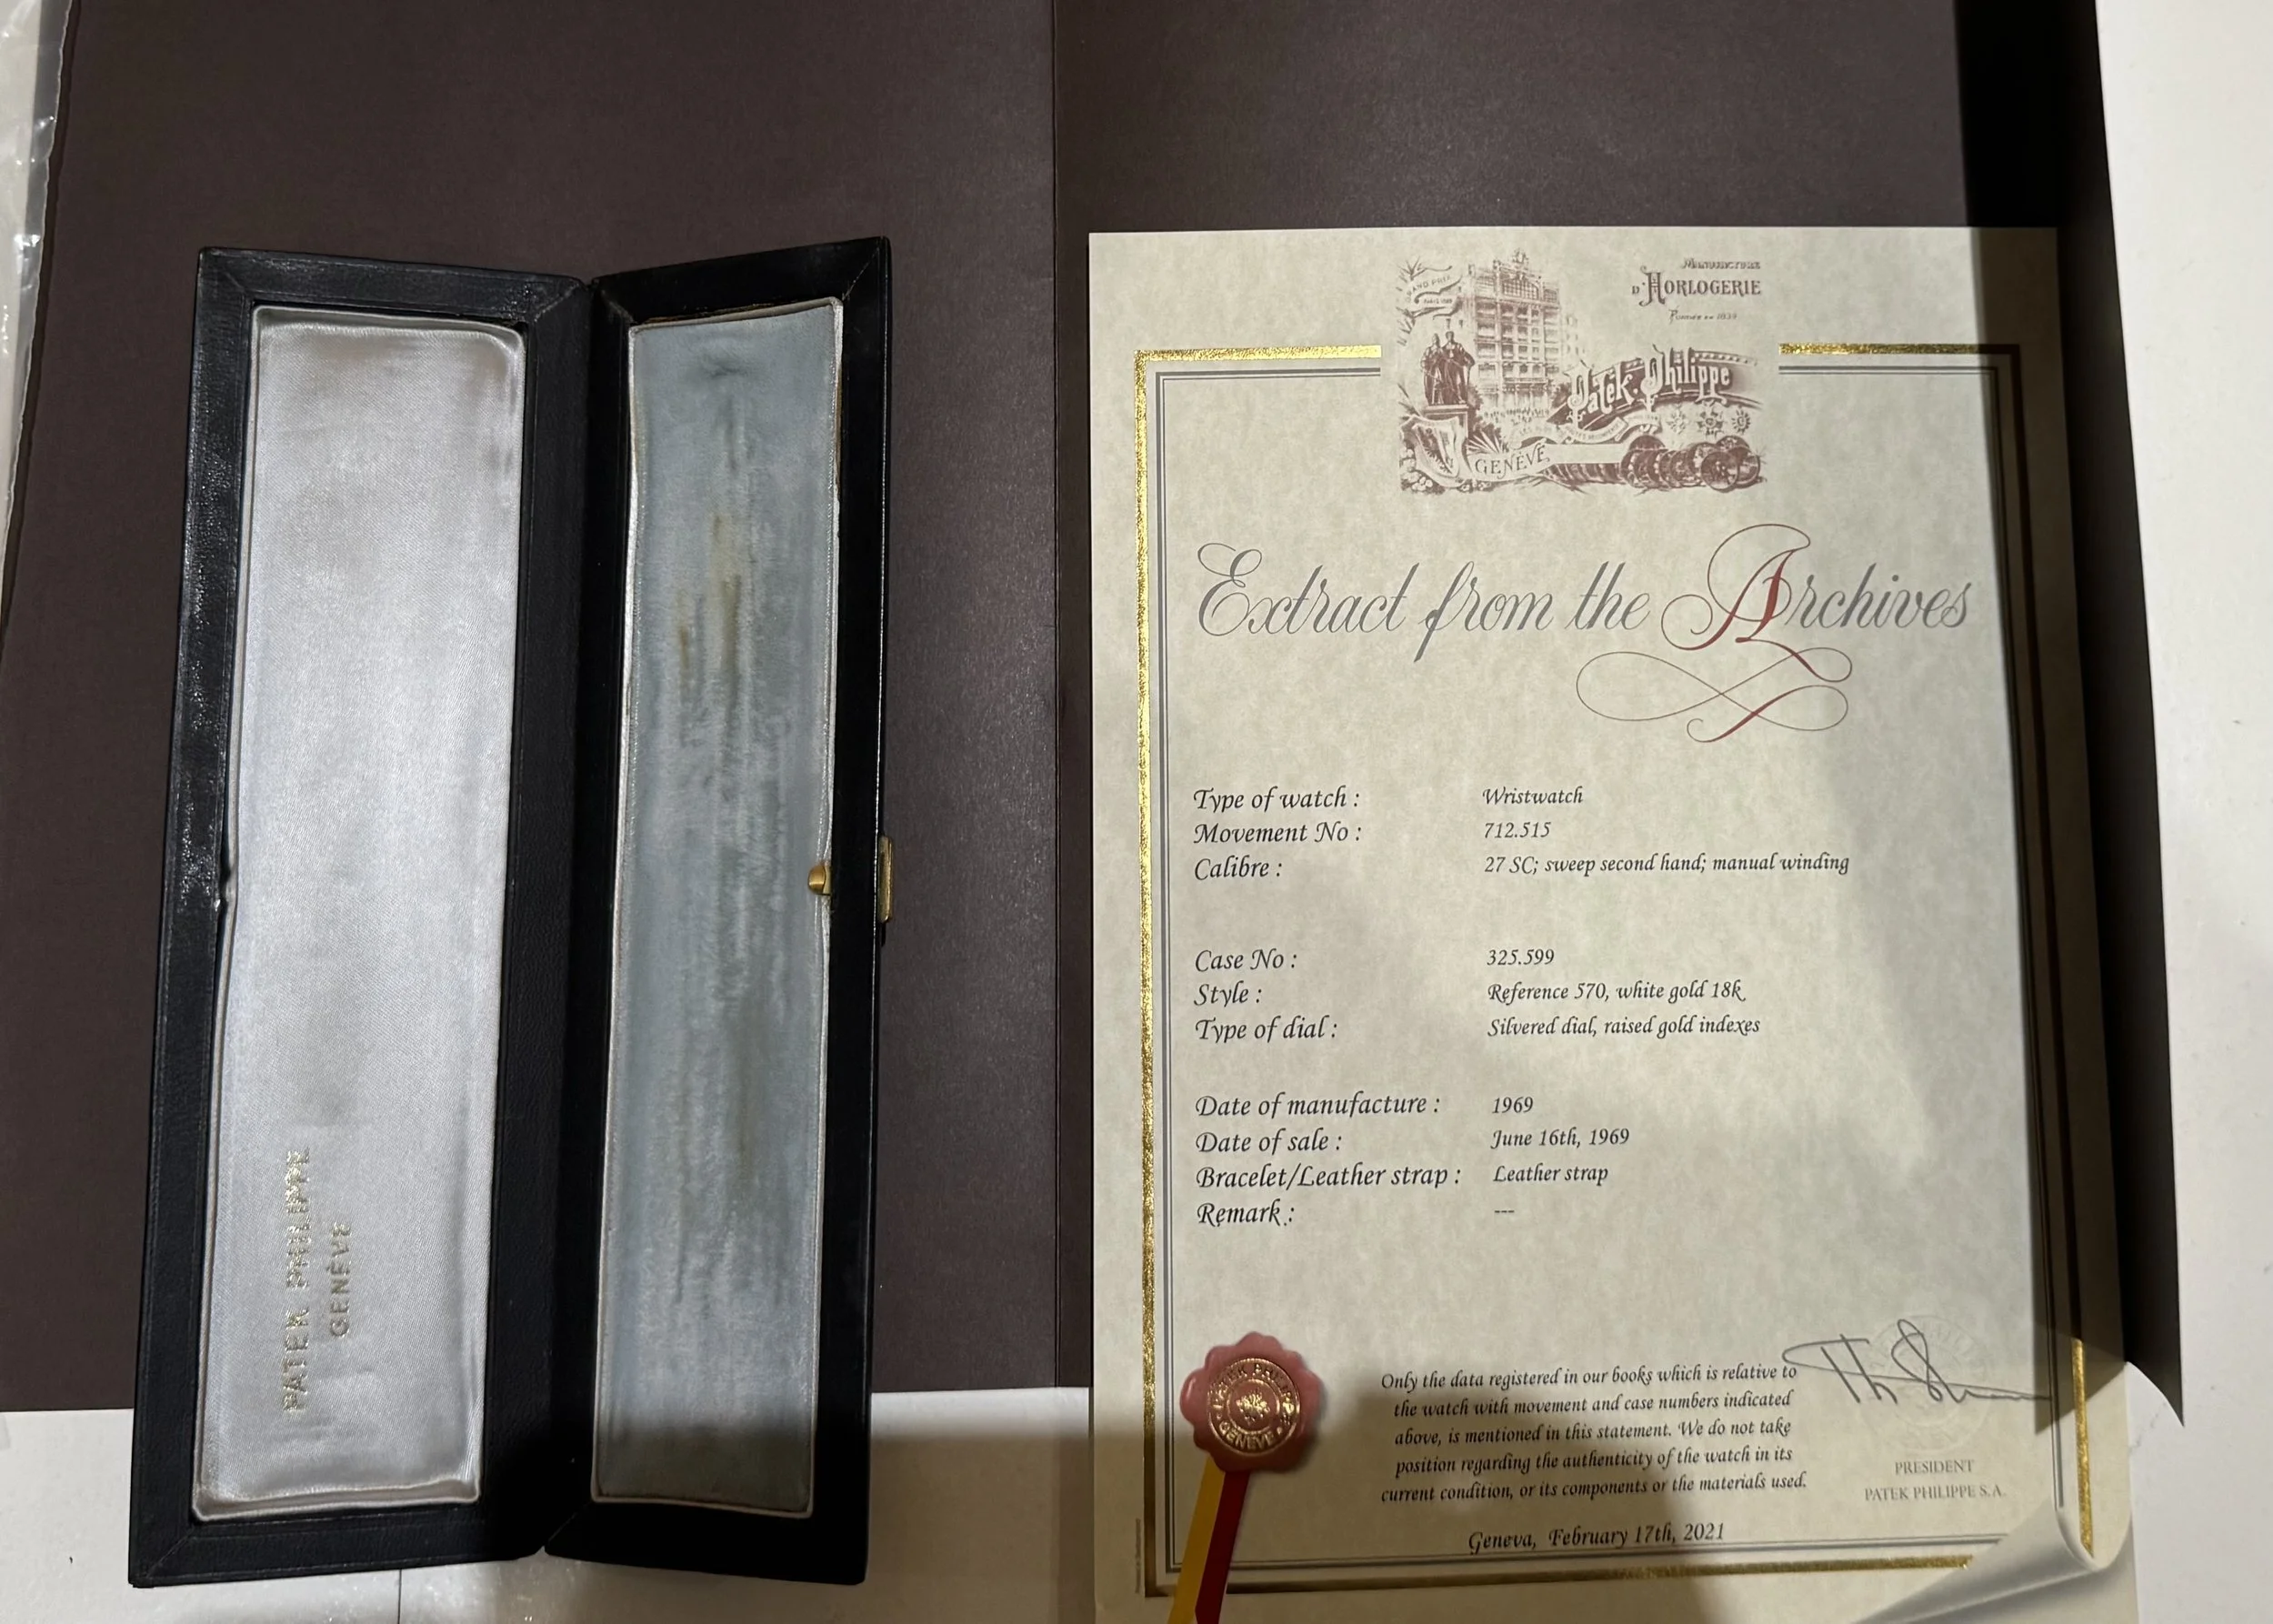 PATEK PHILIPPE
GENÈVE
MANUFACTURE
D'HORLOGERIE
GRAND PRIX
Patek Philippe
GENÈVE
Extract from the Archives
Type of watch : Wristwatch
Movement No : 712.515
Calibre : 27 SC; sweep second hand; manual winding
Case No : 325.599
Style : Reference 570, white gold 18k
Type of dial : Silvered dial, raised gold indexes
Date of manufacture : 1969
Date of sale : June 16th, 1969
Bracelet/Leather strap : Leather strap
Remark : ---
Only the data registered in our books which is relative to
the watch with movement and case numbers indicated
above, is mentioned in this statement. We do not take
position regarding the authenticity of the watch in its
current condition, or its components or the materials used.
PATEK PHILIPPE
GENEVE
PRESIDENT
PATEK PHILIPPE S.A.
Geneva, February 17th, 2021